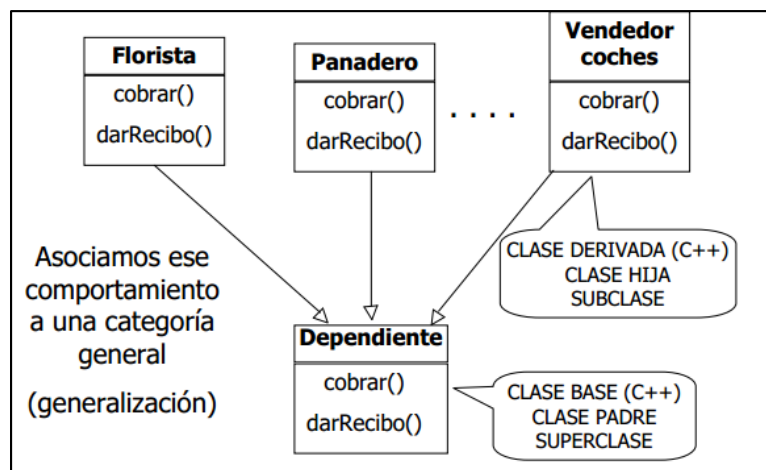 Florista
cobrar()
darRecibo()
Panadero
cobrar()
darRecibo()
. . . .
Vendedor
coches
cobrar()
darRecibo()
CLASE DERIVADA (C++)
CLASE HIJA
SUBCLASE
Asociamos ese
comportamiento
a una categoría
general
(generalización)
Dependiente
cobrar()
darRecibo()
CLASE BASE (C++)
CLASE PADRE
SUPERCLASE